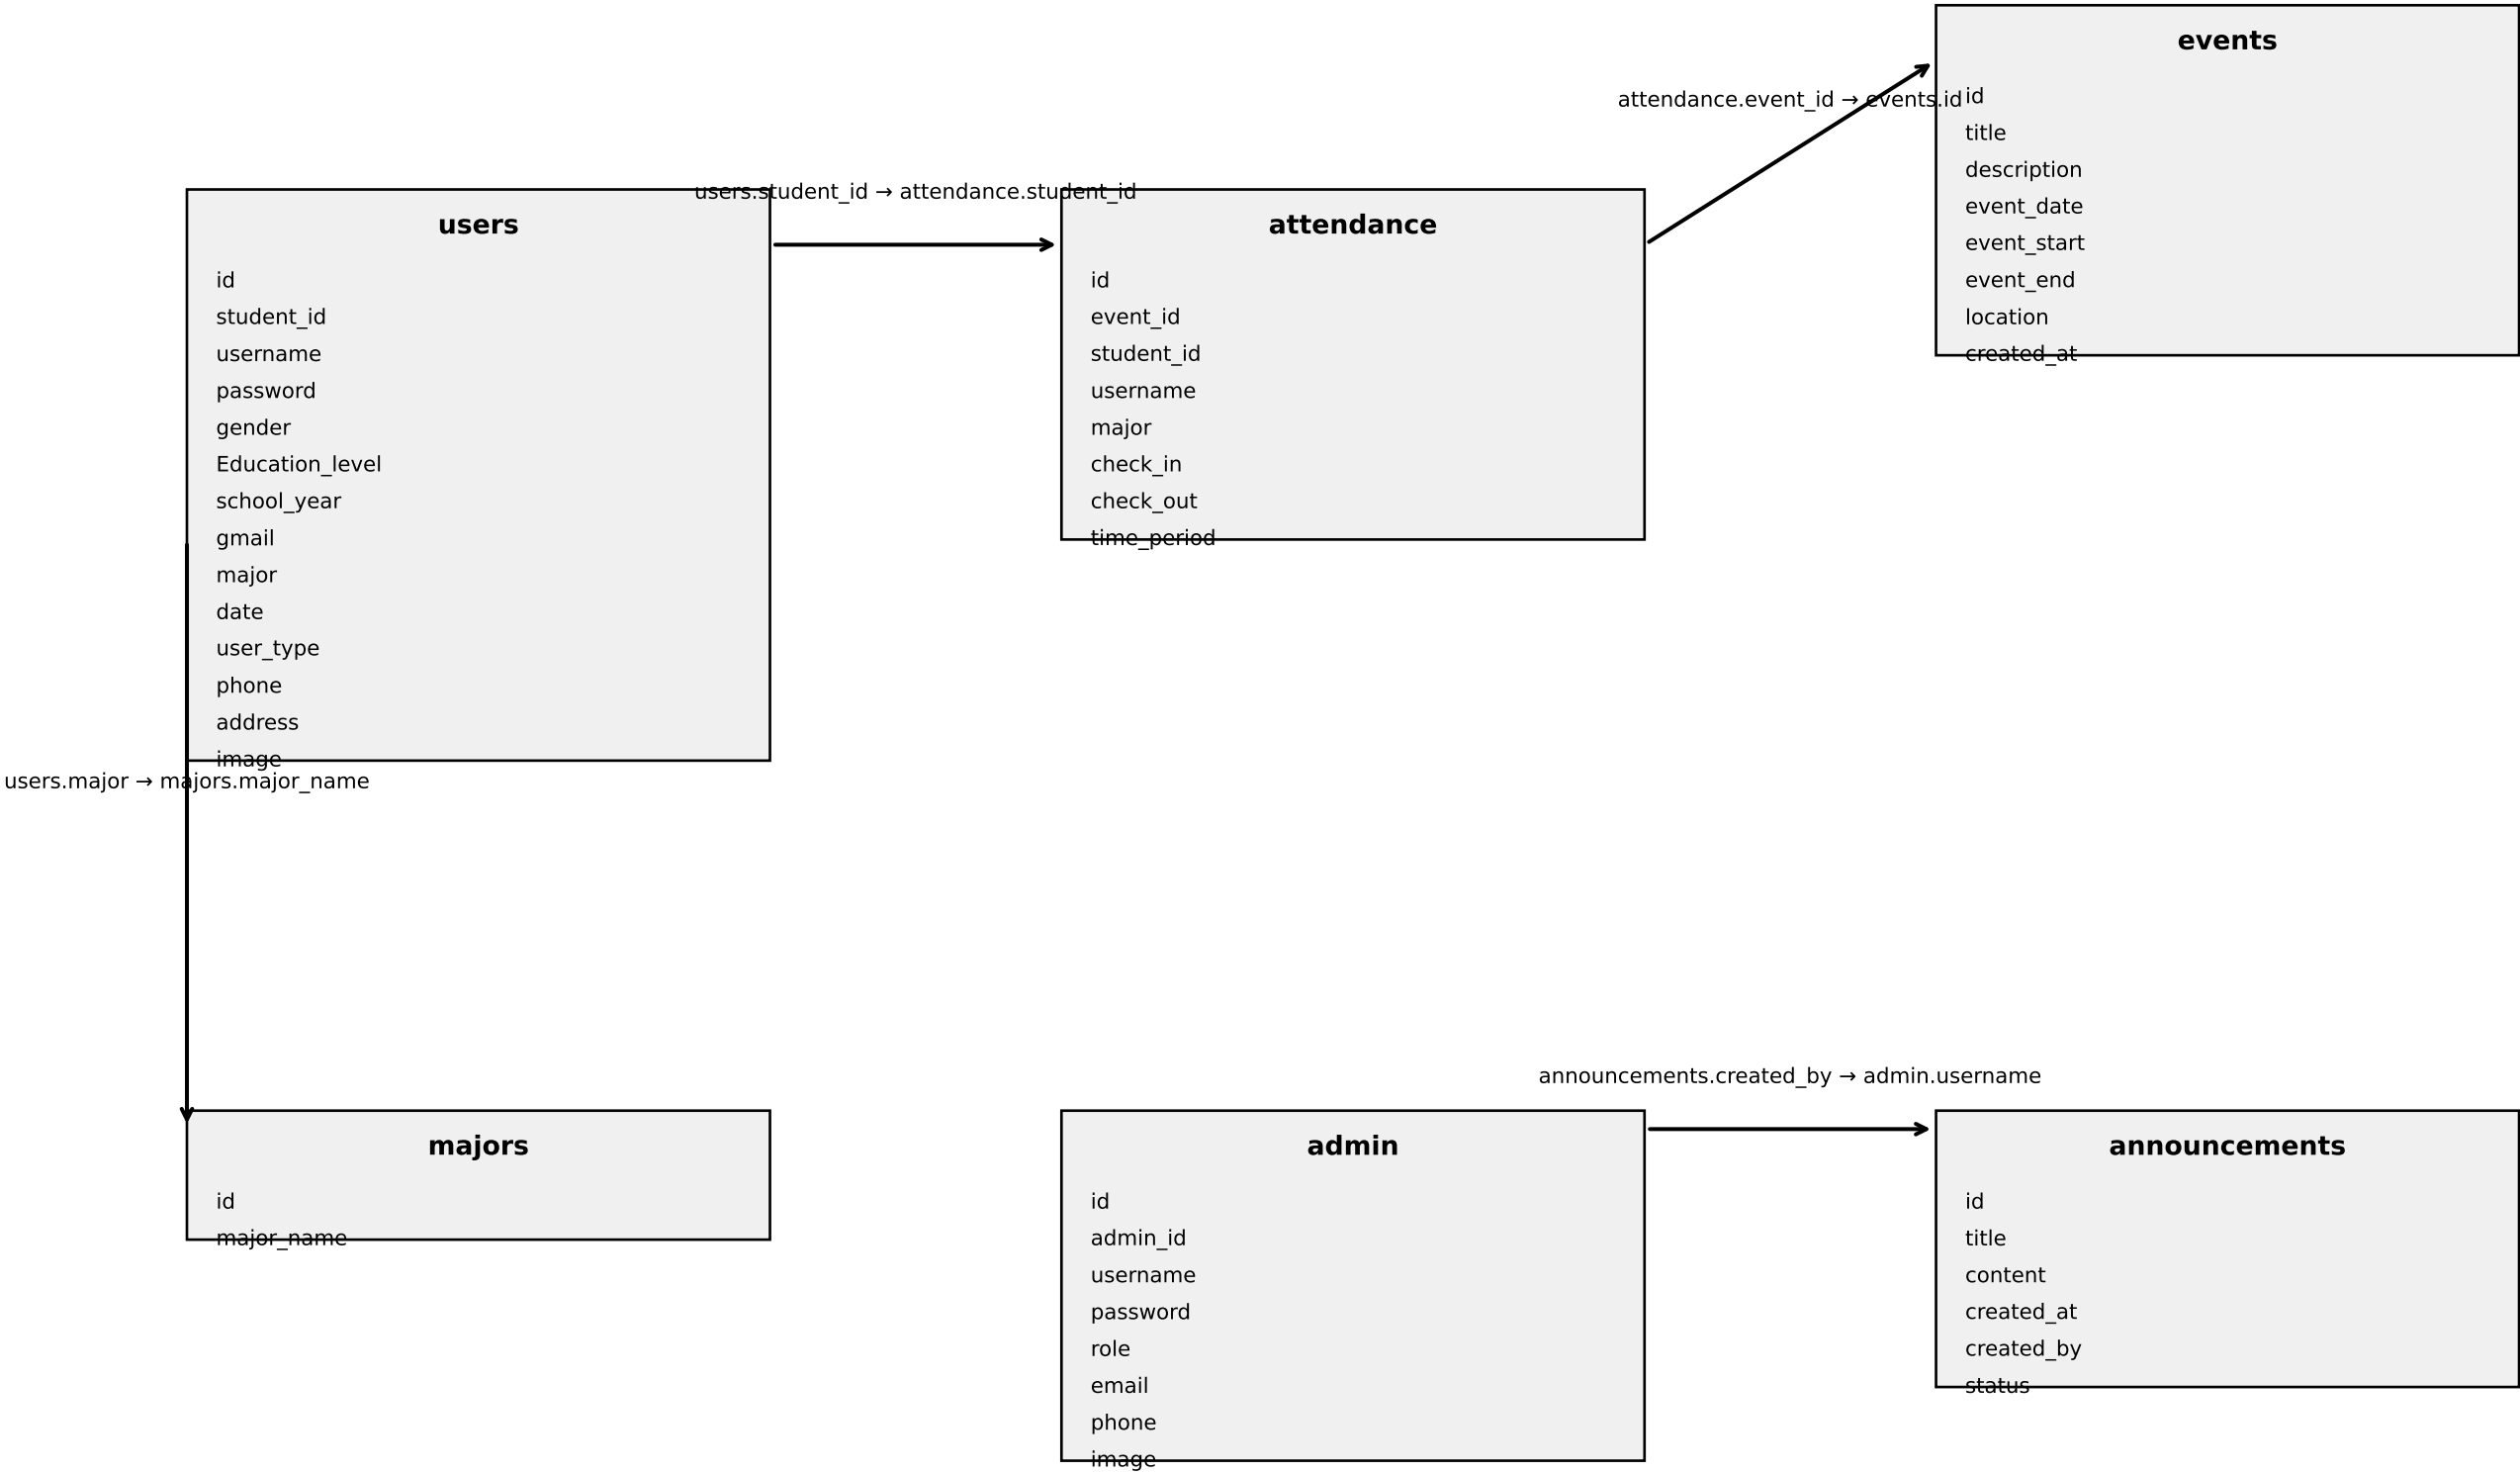 events
attendance.event_id → events.id
id
title
description
event_date
event_start
event_end
location
created_at
users.student_id → attendance.student_id
users
id
student_id
username
password
gender
Education_level
school_year
gmail
major
date
user_type
phone
address
image
attendance
id
event_id
student_id
username
major
check_in
check_out
time_period
users.major → majors.major_name
majors
id
major_name
announcements.created_by → admin.username
admin
id
admin_id
username
password
role
email
phone
image
announcements
id
title
content
created_at
created_by
status